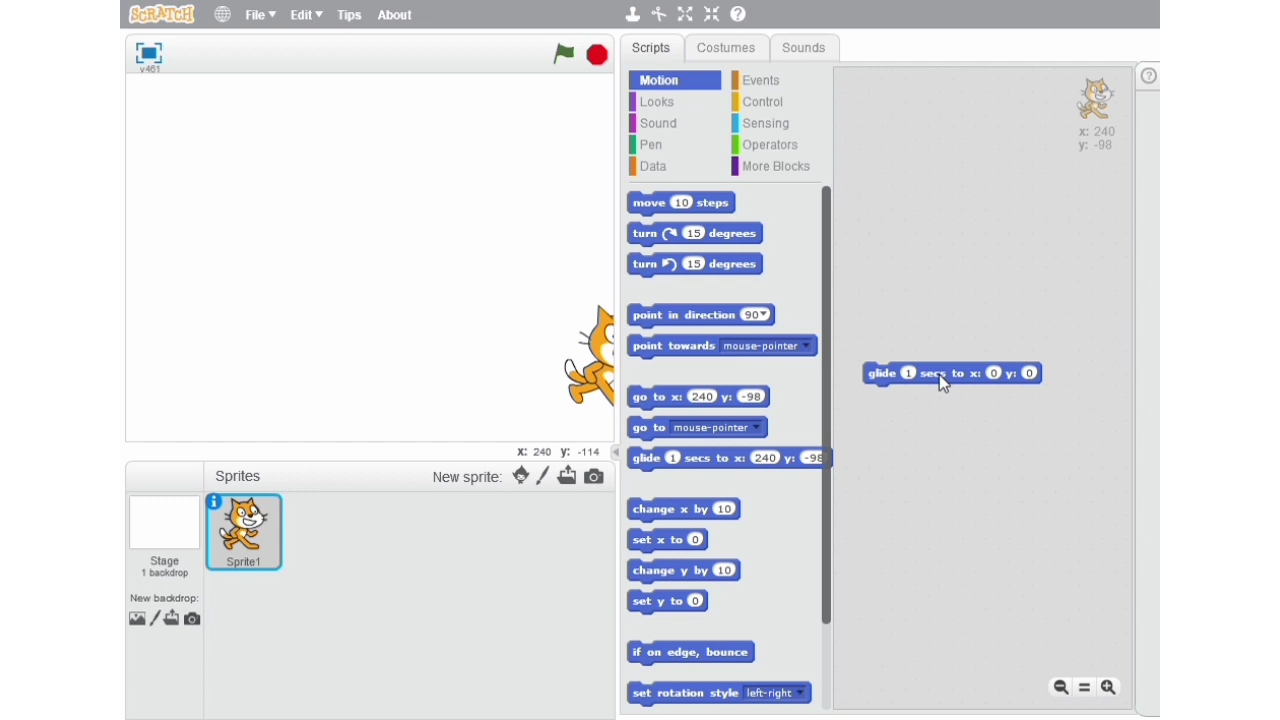 SCRATCH File Edit Tips About
v461
Scripts Costumes Sounds
Motion Events
Looks Control
Sound Sensing
Pen Operators
Data More Blocks
move 10 steps
turn 15 degrees
turn 15 degrees
point in direction 90
point towards mouse-pointer
go to x: 240 y: -98
go to mouse-pointer
glide 1 secs to x: 240 y: -98
change x by 10
set x to 0
change y by 10
set y to 0
if on edge, bounce
set rotation style left-right
x: 240
y: -98
glide 1 secs to x: 0 y: 0
x: 240 y: -114
Sprites New sprite:
Stage
1 backdrop
New backdrop:
Sprite1